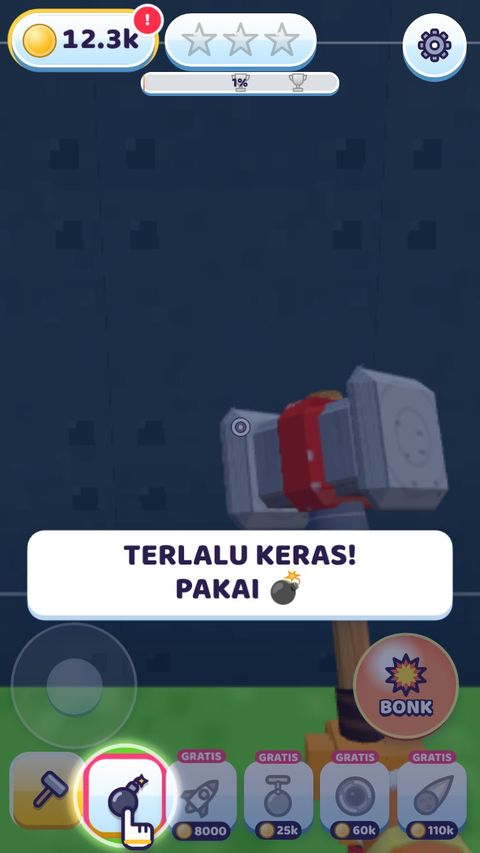 12.3k
!
1%
TERLALU KERAS!
PAKAI 💣
BONK
GRATIS GRATIS GRATIS GRATIS
8000 25k 60k 110k